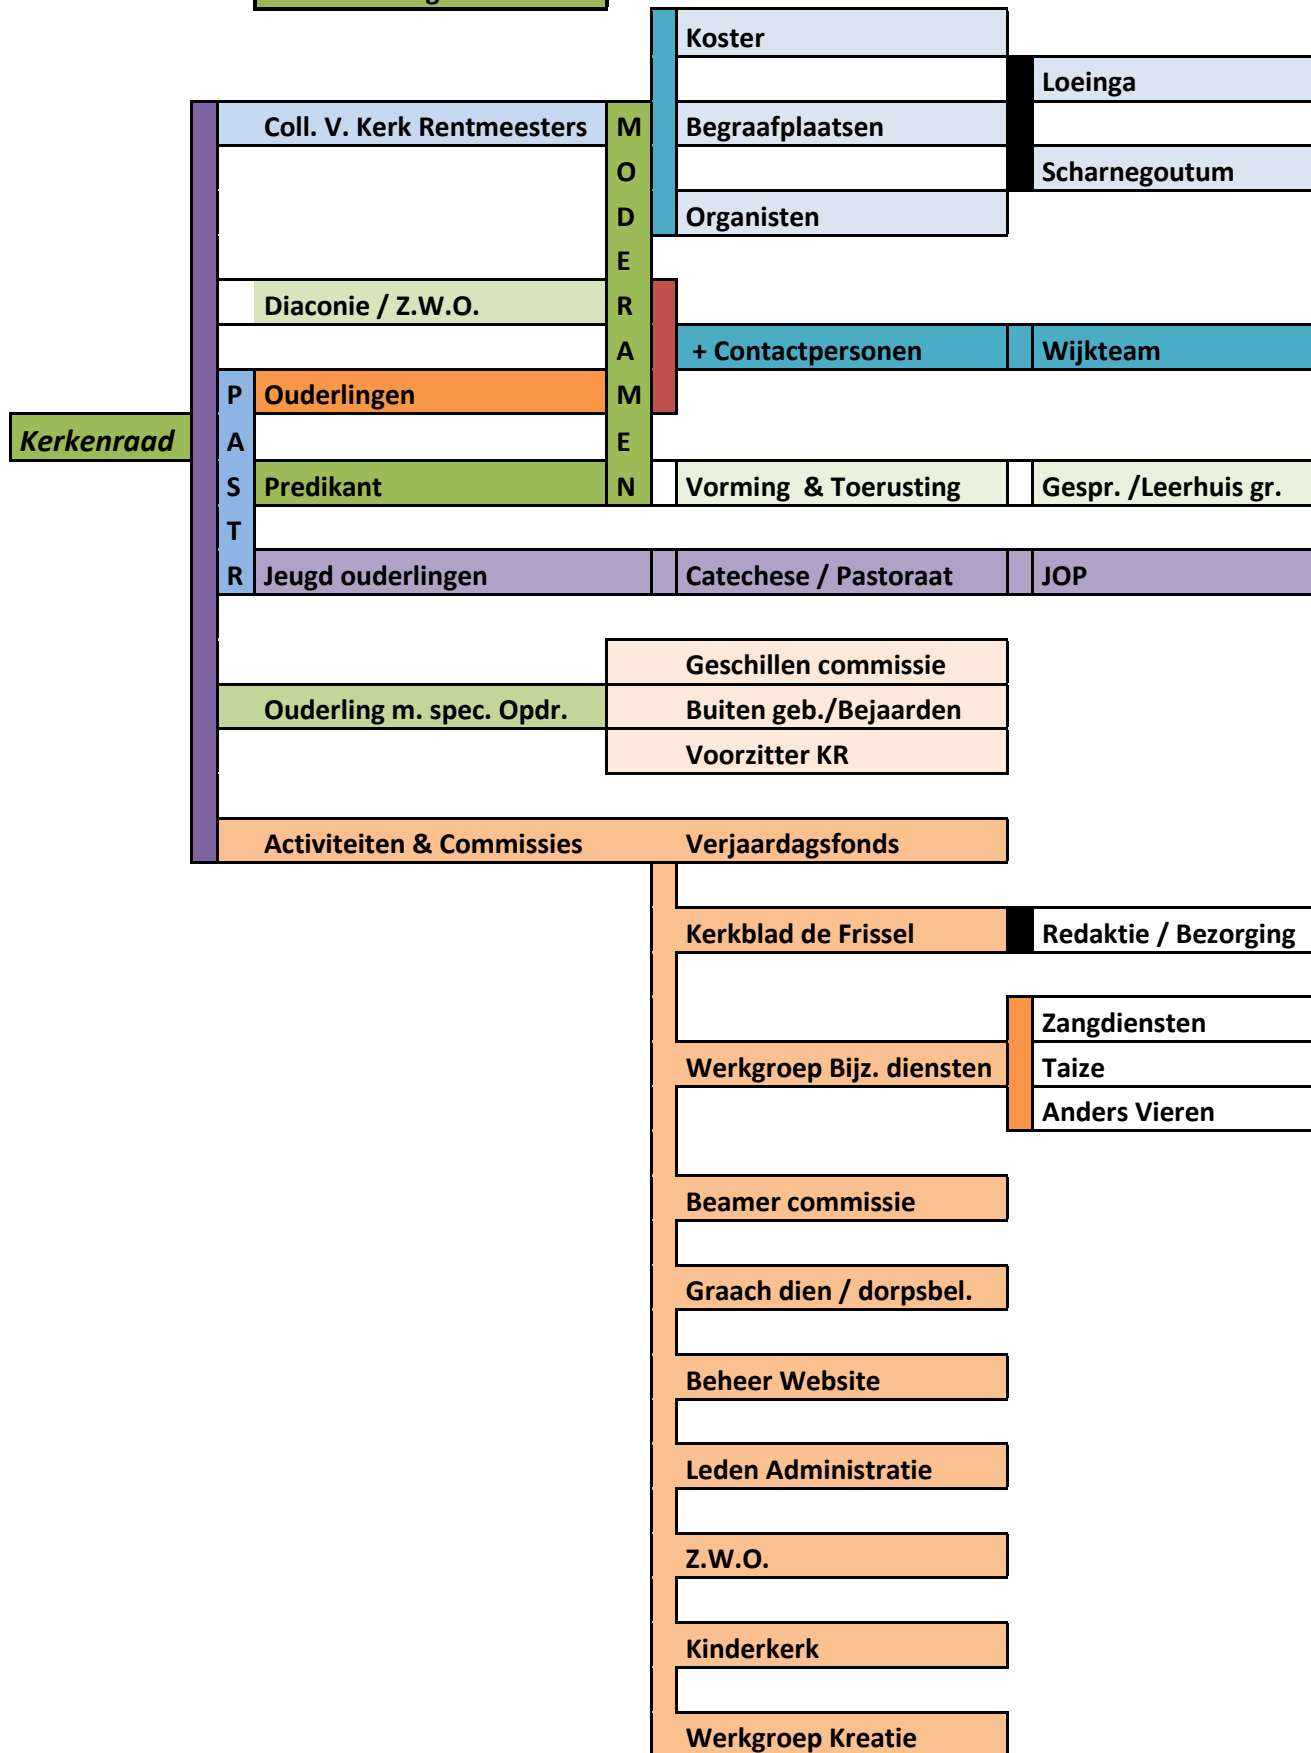 Koster
Loeinga
Coll. V. Kerk Rentmeesters
Begraafplaatsen
Scharnegoutum
Organisten
MODERAMEN
Diaconie / Z.W.O.
+ Contactpersonen
Wijkteam
PASTR
Ouderlingen
Kerkenraad
Predikant
Vorming & Toerusting
Gespr. /Leerhuis gr.
Jeugd ouderlingen
Catechese / Pastoraat
JOP
Geschillen commissie
Ouderling m. spec. Opdr.
Buiten geb./Bejaarden
Voorzitter KR
Activiteiten & Commissies
Verjaardagsfonds
Kerkblad de Frissel
Redaktie / Bezorging
Zangdiensten
Werkgroep Bijz. diensten
Taize
Anders Vieren
Beamer commissie
Graach dien / dorpsbel.
Beheer Website
Leden Administratie
Z.W.O.
Kinderkerk
Werkgroep Kreatie